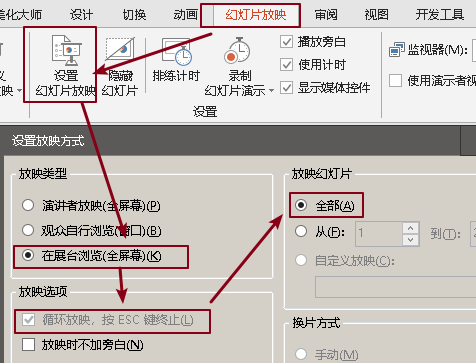 美化大师 设计 切换 动画 幻灯片放映 审阅 视图 开发工具
设置
幻灯片放映
隐藏
幻灯片
排练计时
录制
幻灯片演示
播放旁白
使用计时
显示媒体控件
监视器(M):
使用演示者视
设置
设置放映方式
放映类型
演讲者放映(全屏幕)(P)
观众自行浏览(窗口)(B)
在展台浏览(全屏幕)(K)
放映选项
循环放映，按 ESC 键终止(L)
放映时不加旁白(N)
放映幻灯片
全部(A)
从(F): 1 到(T):
自定义放映(C):
换片方式
手动(M)